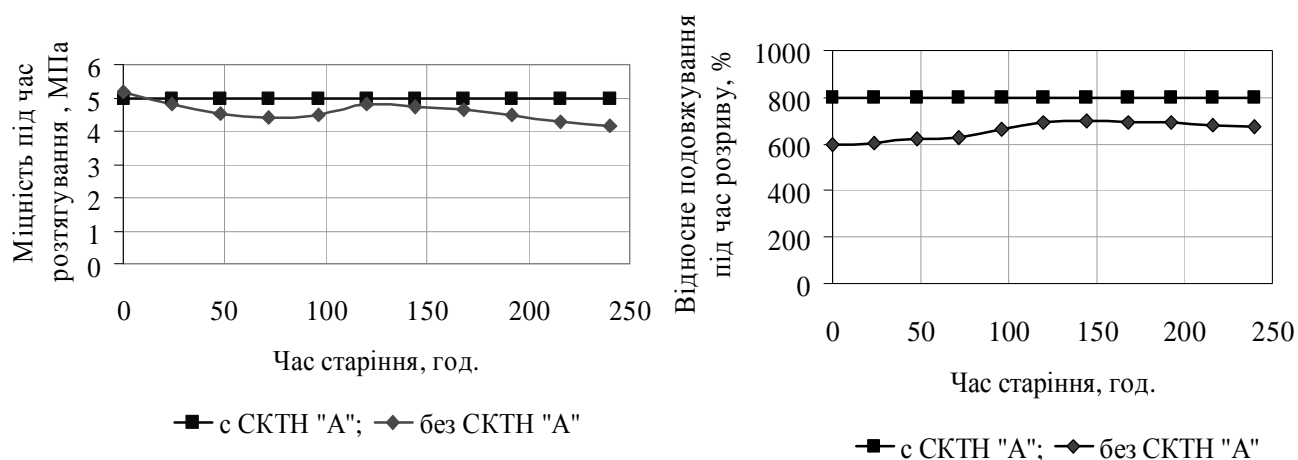 Міцність під час
розтягування , МПа
6
5
4
3
2
1
0
0 50 100 150 200 250
Час старіння, год.
с СКТН "А"; без СКТН "А"
Відносне подовжування
під час розриву, %
1000
800
600
400
200
0
0 50 100 150 200 250
Час старіння, год.
с СКТН "А"; без СКТН "А"